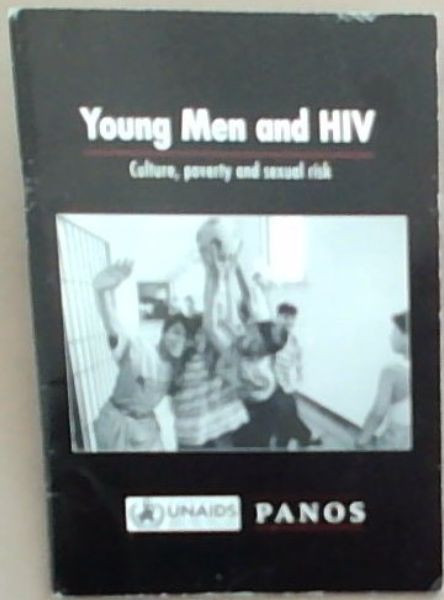 Young Men and HIV
Culture, poverty and sexual risk
UNAIDS PANOS